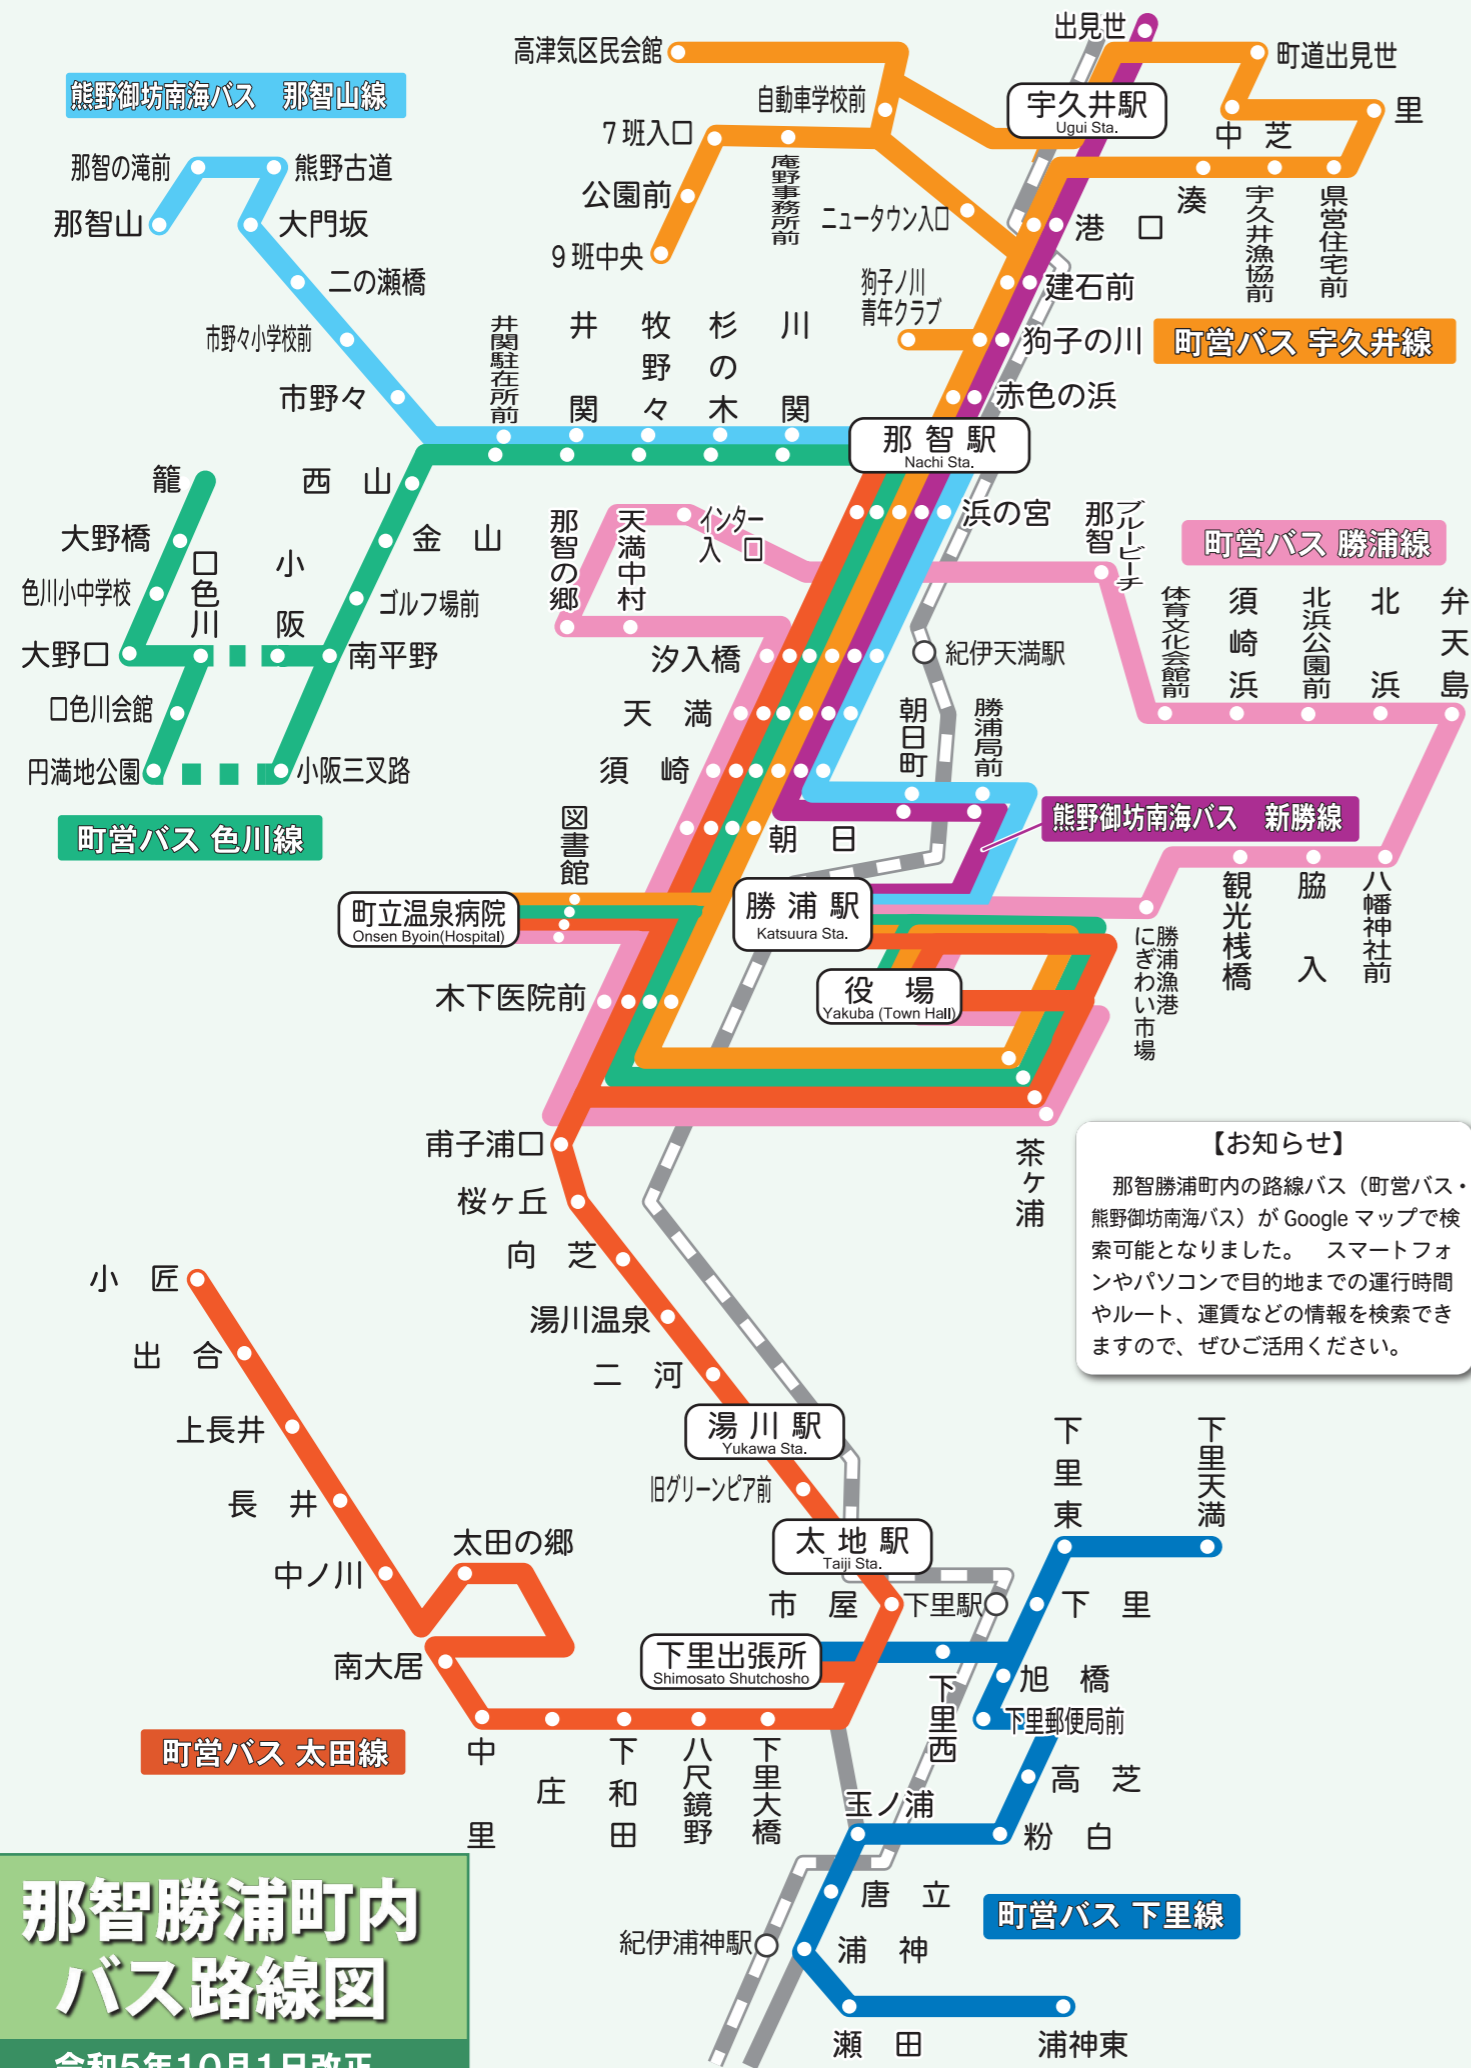 出見世
高津気区民会館
町道出見世
熊野御坊南海バス　那智山線
自動車学校前
宇久井駅
Ugui Sta.
里
7班入口
中芝
那智の滝前
熊野古道
庵野事務所前
公園前
湊
宇久井漁協前
県営住宅前
那智山
大門坂
ニュータウン入口
港口
9班中央
二の瀬橋
狗子ノ川
青年クラブ
建石前
市野々小学校前
井関駐在所前
井関
牧野々
杉の木
川関
狗子の川
町営バス 宇久井線
市野々
赤色の浜
那智駅
Nachi Sta.
籠
西山
浜の宮
那智
ブルービーチ
大野橋
口色川
小阪
金山
那智の郷
天満中村
インター
入口
町営バス 勝浦線
色川小中学校
ゴルフ場前
体育文化会館前
須崎浜
北浜公園前
北浜
弁天島
大野口
南平野
汐入橋
紀伊天満駅
口色川会館
天満
朝日町
勝浦局前
円満地公園
小阪三叉路
須崎
町営バス 色川線
図書館
朝日
熊野御坊南海バス　新勝線
町立温泉病院
Onsen Byoin(Hospital)
勝浦駅
Katsuura Sta.
勝浦漁港
にぎわい市場
観光桟橋
脇入
八幡神社前
木下医院前
役場
Yakuba (Town Hall)
甫子浦口
茶ヶ浦
桜ヶ丘
向芝
湯川温泉
二河
【お知らせ】
那智勝浦町内の路線バス（町営バス・
熊野御坊南海バス）が Google マップで検
索可能となりました。　スマートフォ
ンやパソコンで目的地までの運行時間
やルート、運賃などの情報を検索でき
ますので、ぜひご活用ください。
小匠
出合
上長井
湯川駅
Yukawa Sta.
下里東
下里天満
長井
旧グリーンピア前
中ノ川
太田の郷
太地駅
Taiji Sta.
市屋
下里駅
下里
南大居
下里出張所
Shimosato Shutchosho
下里西
旭橋
下里郵便局前
町営バス 太田線
中里
庄
下和田
八尺鏡野
下里大橋
高芝
玉ノ浦
粉白
唐立
町営バス 下里線
紀伊浦神駅
浦神
瀬田
浦神東
那智勝浦町内
バス路線図
令和5年10月1日改正